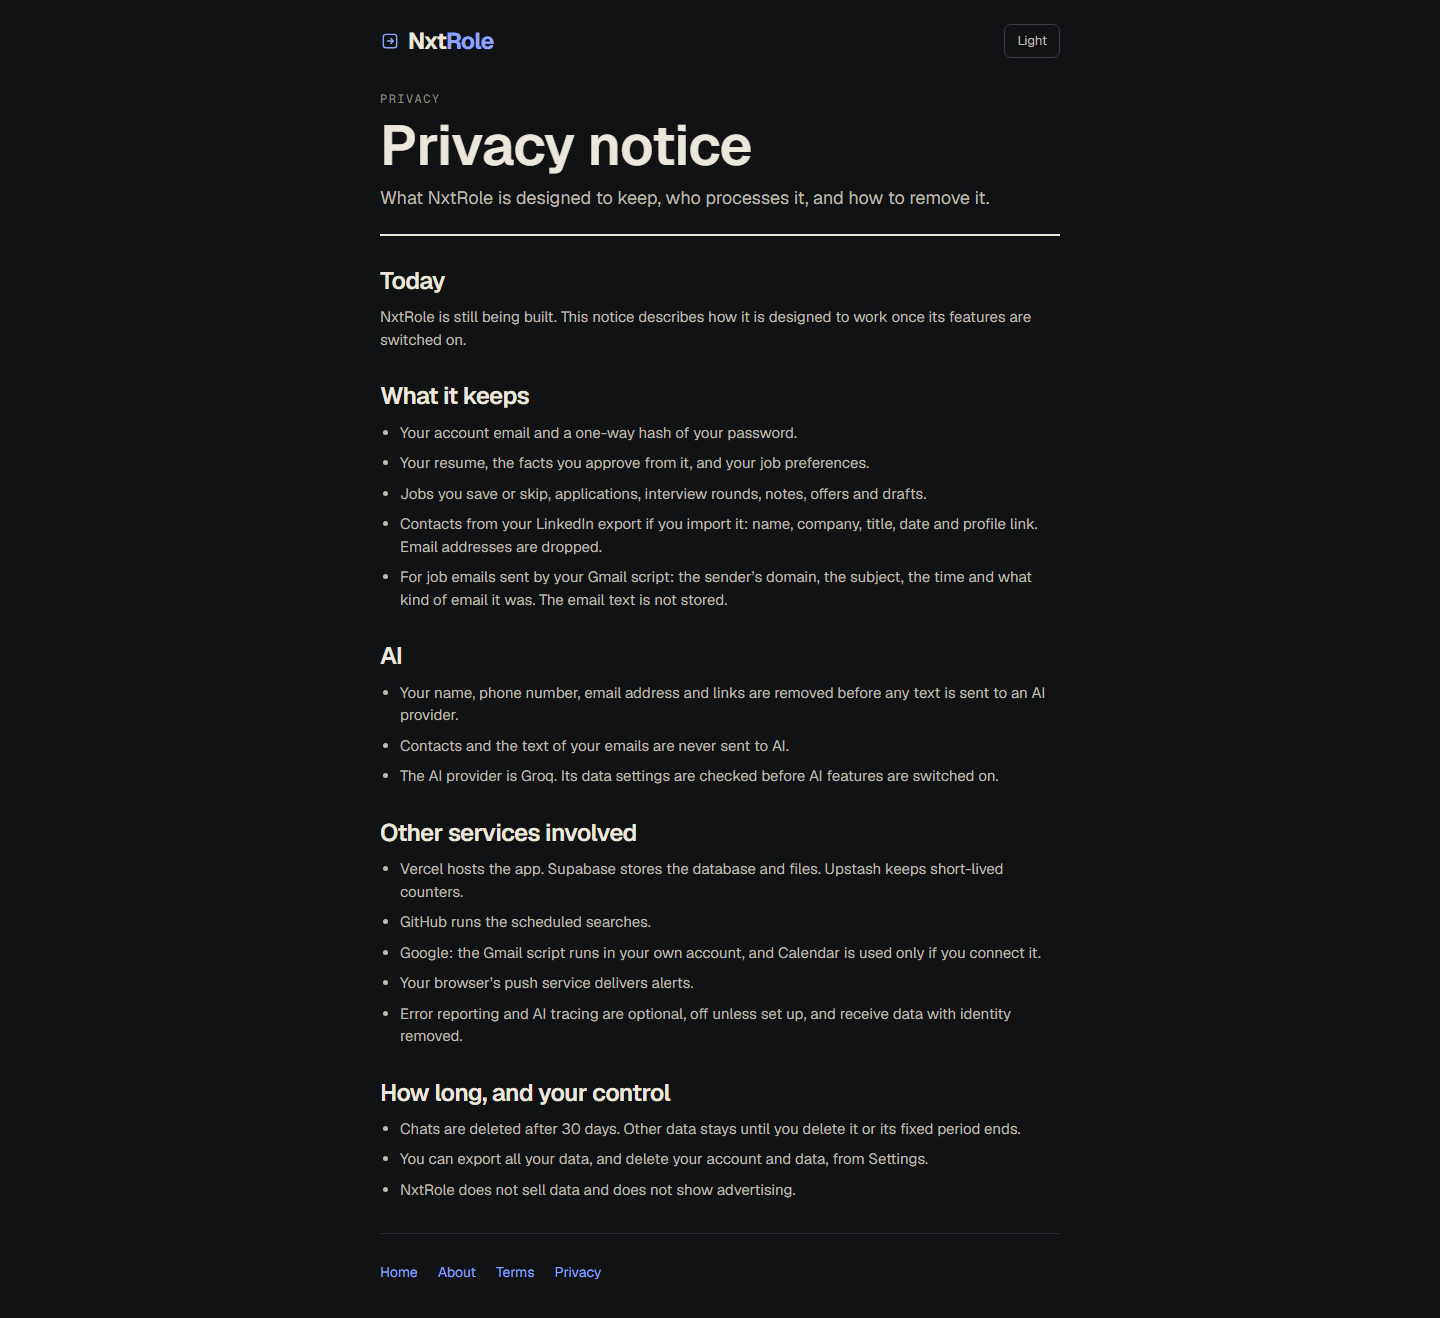 NxtRole
Light
PRIVACY
Privacy notice
What NxtRole is designed to keep, who processes it, and how to remove it.
Today
NxtRole is still being built. This notice describes how it is designed to work once its features are
switched on.
What it keeps
• Your account email and a one-way hash of your password.
• Your resume, the facts you approve from it, and your job preferences.
• Jobs you save or skip, applications, interview rounds, notes, offers and drafts.
• Contacts from your LinkedIn export if you import it: name, company, title, date and profile link.
Email addresses are dropped.
• For job emails sent by your Gmail script: the sender’s domain, the subject, the time and what
kind of email it was. The email text is not stored.
AI
• Your name, phone number, email address and links are removed before any text is sent to an AI
provider.
• Contacts and the text of your emails are never sent to AI.
• The AI provider is Groq. Its data settings are checked before AI features are switched on.
Other services involved
• Vercel hosts the app. Supabase stores the database and files. Upstash keeps short-lived
counters.
• GitHub runs the scheduled searches.
• Google: the Gmail script runs in your own account, and Calendar is used only if you connect it.
• Your browser’s push service delivers alerts.
• Error reporting and AI tracing are optional, off unless set up, and receive data with identity
removed.
How long, and your control
• Chats are deleted after 30 days. Other data stays until you delete it or its fixed period ends.
• You can export all your data, and delete your account and data, from Settings.
• NxtRole does not sell data and does not show advertising.
Home About Terms Privacy